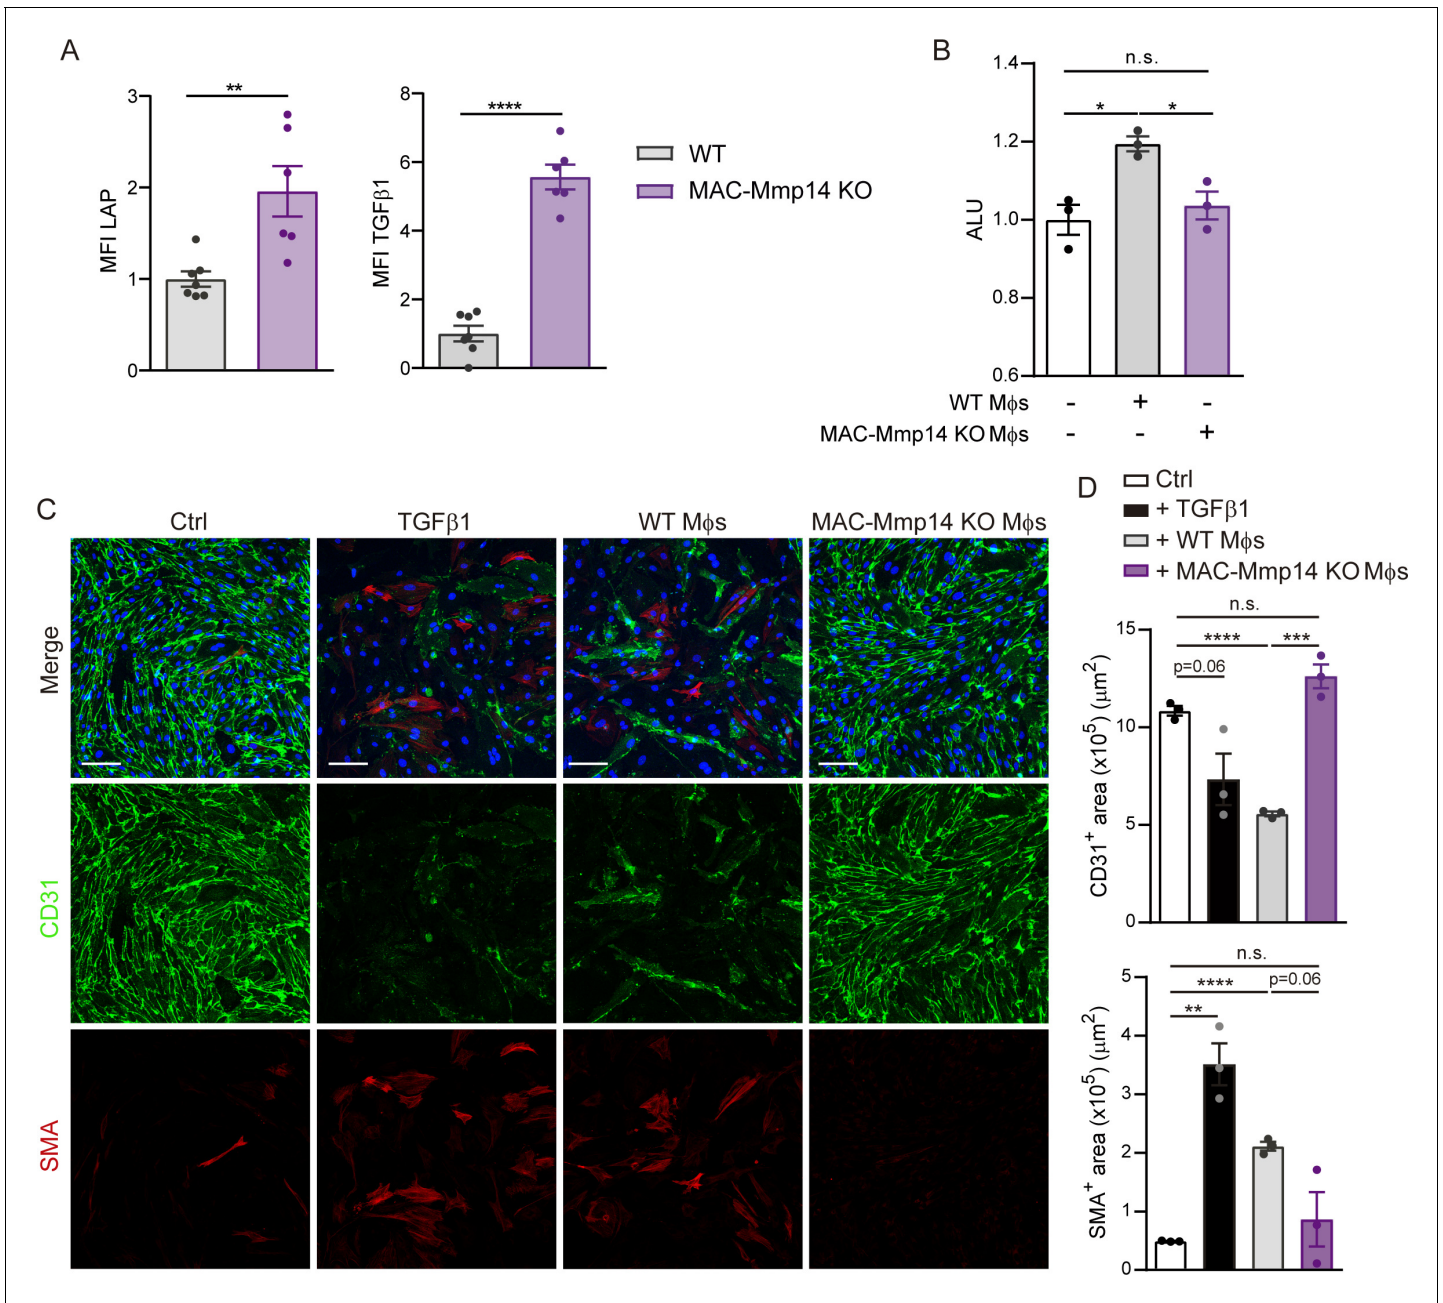 A
MFI LAP
3
2
1
0
**
MFI TGFβ1
8
6
4
2
0
****
WT
MAC-Mmp14 KO
B
ALU
1.4
1.2
1.0
0.8
0.6
n.s.
* *
WT Mϕs - + -
MAC-Mmp14 KO Mϕs - - +
C
Ctrl TGFβ1 WT Mϕs MAC-Mmp14 KO Mϕs
Merge
CD31
SMA
D
Ctrl
+ TGFβ1
+ WT Mϕs
+ MAC-Mmp14 KO Mϕs
CD31⁺ area (x10⁵) (μm²)
15
10
5
0
n.s.
**** ***
p=0.06
SMA⁺ area (x10⁵) (μm²)
5
4
3
2
1
0
n.s.
**** p=0.06
**